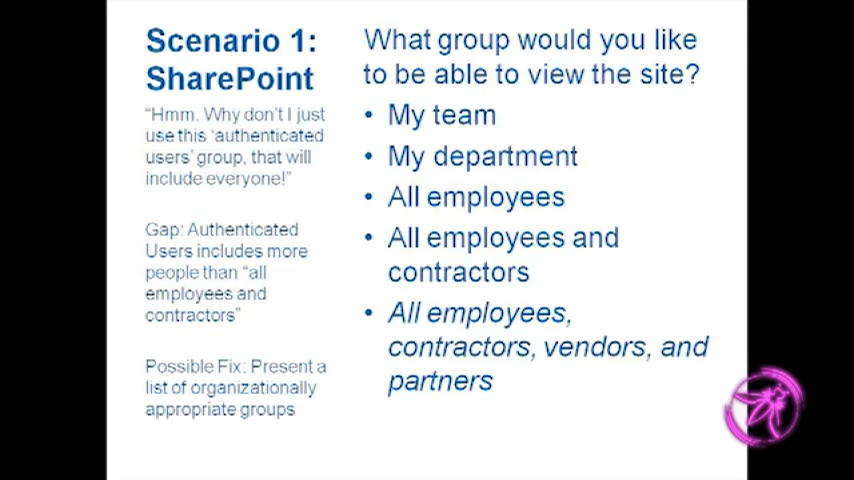 Scenario 1:
SharePoint
“Hmm. Why don’t I just
use this ‘authenticated
users’ group, that will
include everyone!”
Gap: Authenticated
Users includes more
people than “all
employees and
contractors”
Possible Fix: Present a
list of organizationally
appropriate groups
What group would you like
to be able to view the site?
• My team
• My department
• All employees
• All employees and
contractors
• All employees,
contractors, vendors, and
partners